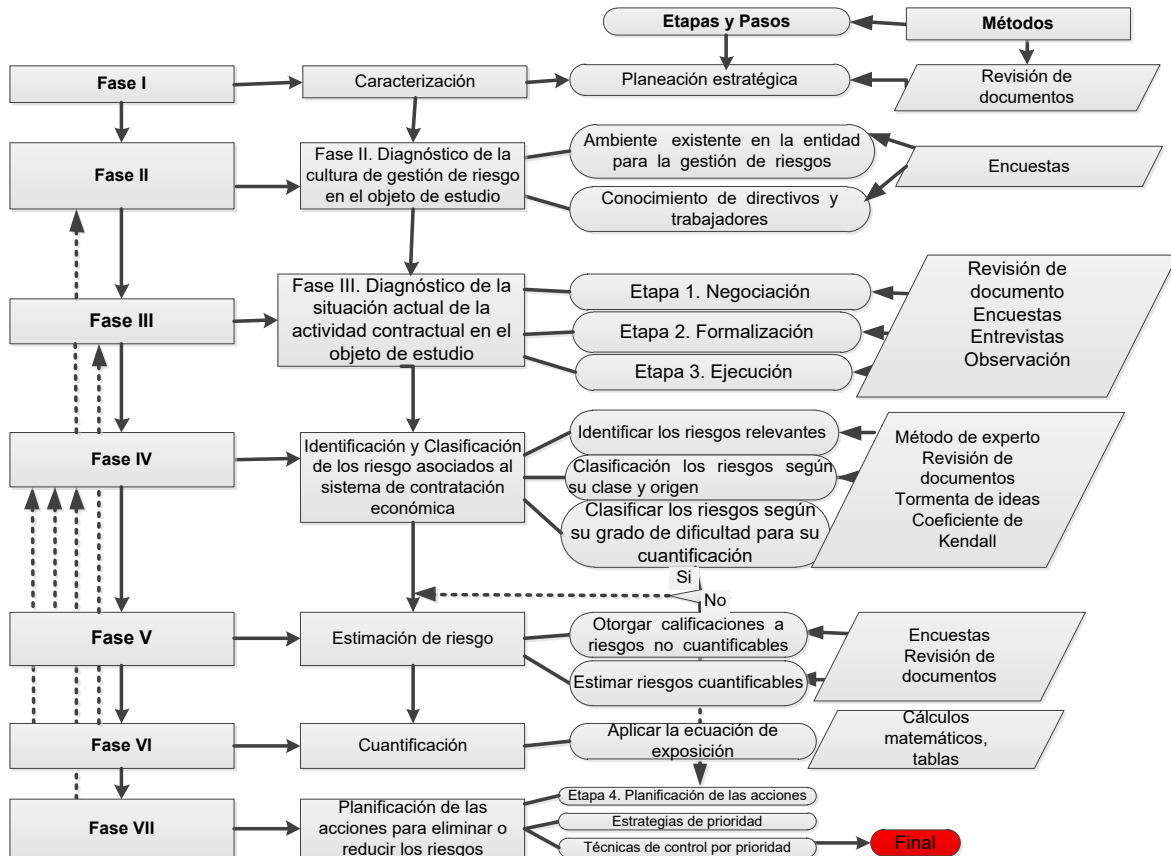 Etapas y Pasos
Métodos
Fase I
Caracterización
Planeación estratégica
Revisión de
documentos
Fase II
Fase II. Diagnóstico de la
cultura de gestión de riesgo
en el objeto de estudio
Ambiente existente en la entidad
para la gestión de riesgos
Conocimiento de directivos y
trabajadores
Encuestas
Fase III
Fase III. Diagnóstico de la
situación actual de la
actividad contractual en el
objeto de estudio
Etapa 1. Negociación
Etapa 2. Formalización
Etapa 3. Ejecución
Revisión de
documento
Encuestas
Entrevistas
Observación
Fase IV
Identificación y Clasificación
de los riesgo asociados al
sistema de contratación
económica
Identificar los riesgos relevantes
Clasificación los riesgos según
su clase y origen
Clasificar los riesgos según
su grado de dificultad para su
cuantificación
Método de experto
Revisión de
documentos
Tormenta de ideas
Coeficiente de
Kendall
Si
No
Fase V
Estimación de riesgo
Otorgar calificaciones a
riesgos no cuantificables
Estimar riesgos cuantificables
Encuestas
Revisión de
documentos
Fase VI
Cuantificación
Aplicar la ecuación de
exposición
Cálculos
matemáticos,
tablas
Fase VII
Planificación de las
acciones para eliminar o
reducir los riesgos
Etapa 4. Planificación de las acciones
Estrategias de prioridad
Técnicas de control por prioridad
Final